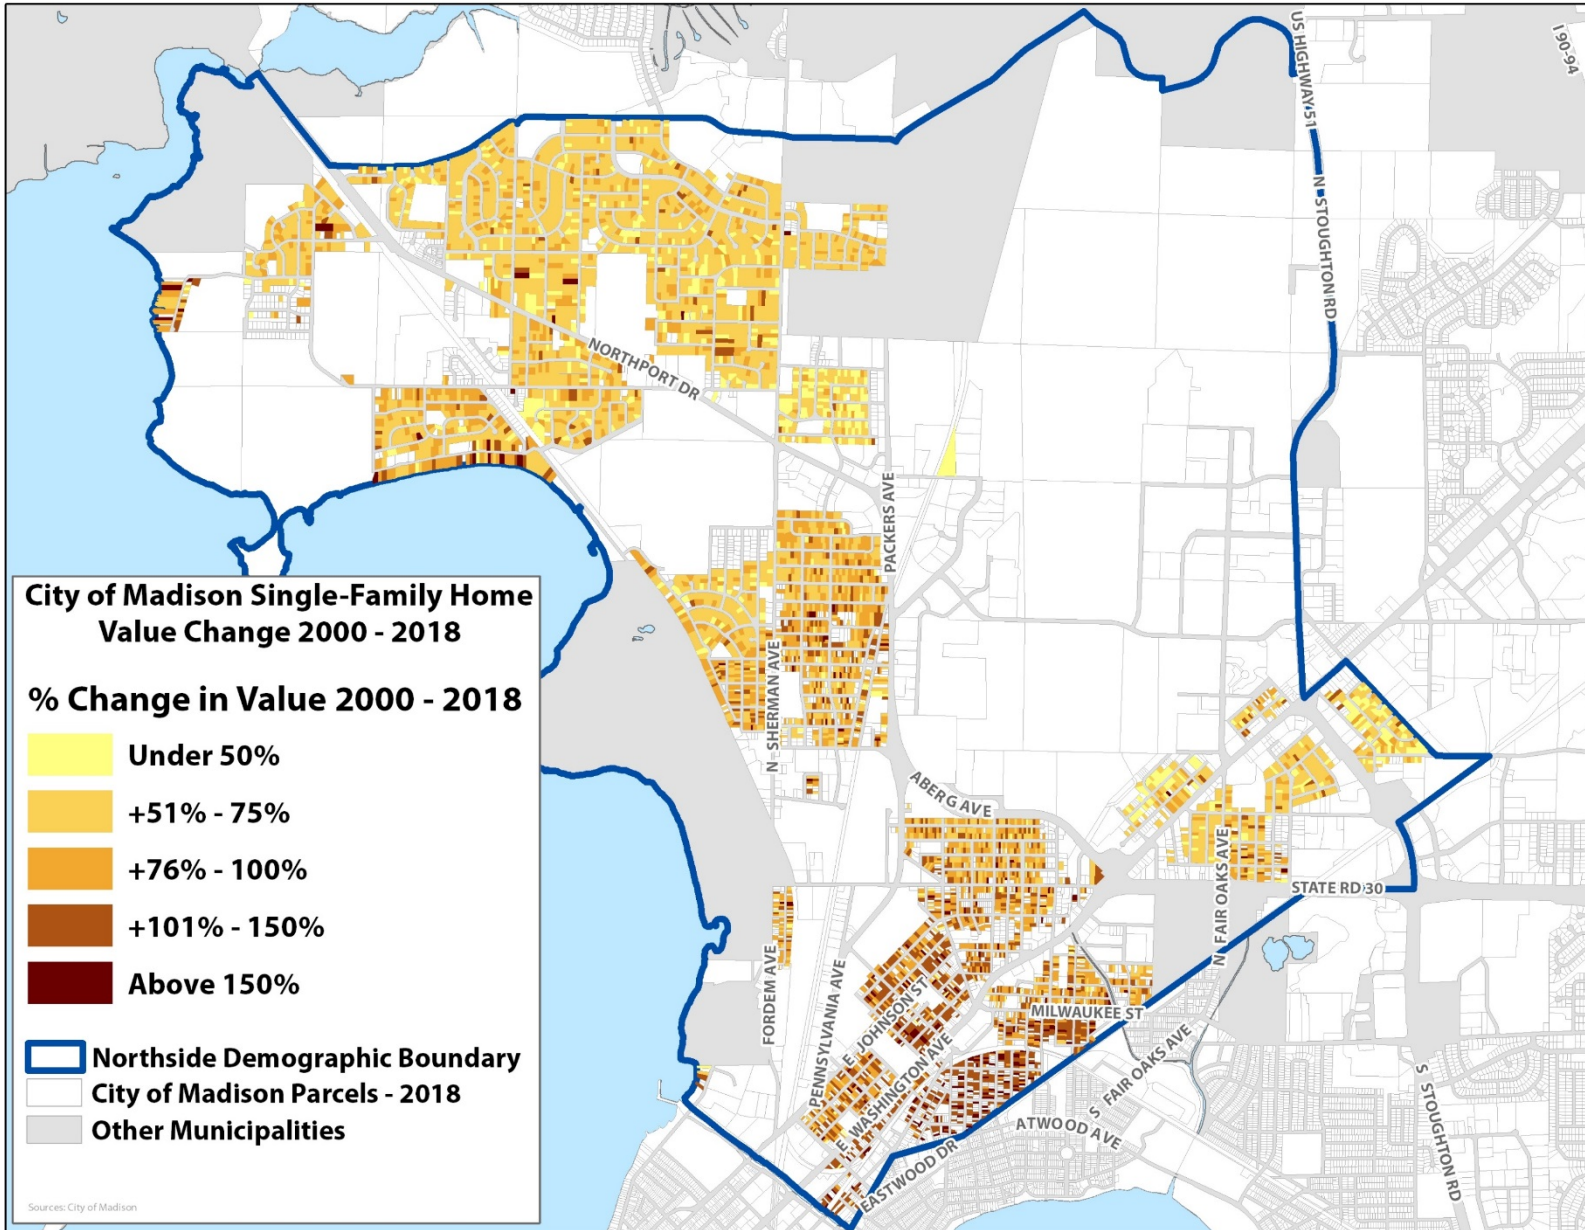 US HIGHWAY 51
I 90-94
N STOUGHTON RD
NORTHPORT DR
PACKERS AVE
City of Madison Single-Family Home
Value Change 2000 - 2018
% Change in Value 2000 - 2018
Under 50%
+51% - 75%
+76% - 100%
+101% - 150%
Above 150%
Northside Demographic Boundary
City of Madison Parcels - 2018
Other Municipalities
Sources: City of Madison
N SHERMAN AVE
ABERG AVE
N FAIR OAKS AVE
STATE RD 30
FORDEM AVE
PENNSYLVANIA AVE
E JOHNSON ST
E WASHINGTON AVE
MILWAUKEE ST
S FAIR OAKS AVE
ATWOOD AVE
EASTWOOD DR
S STOUGHTON RD